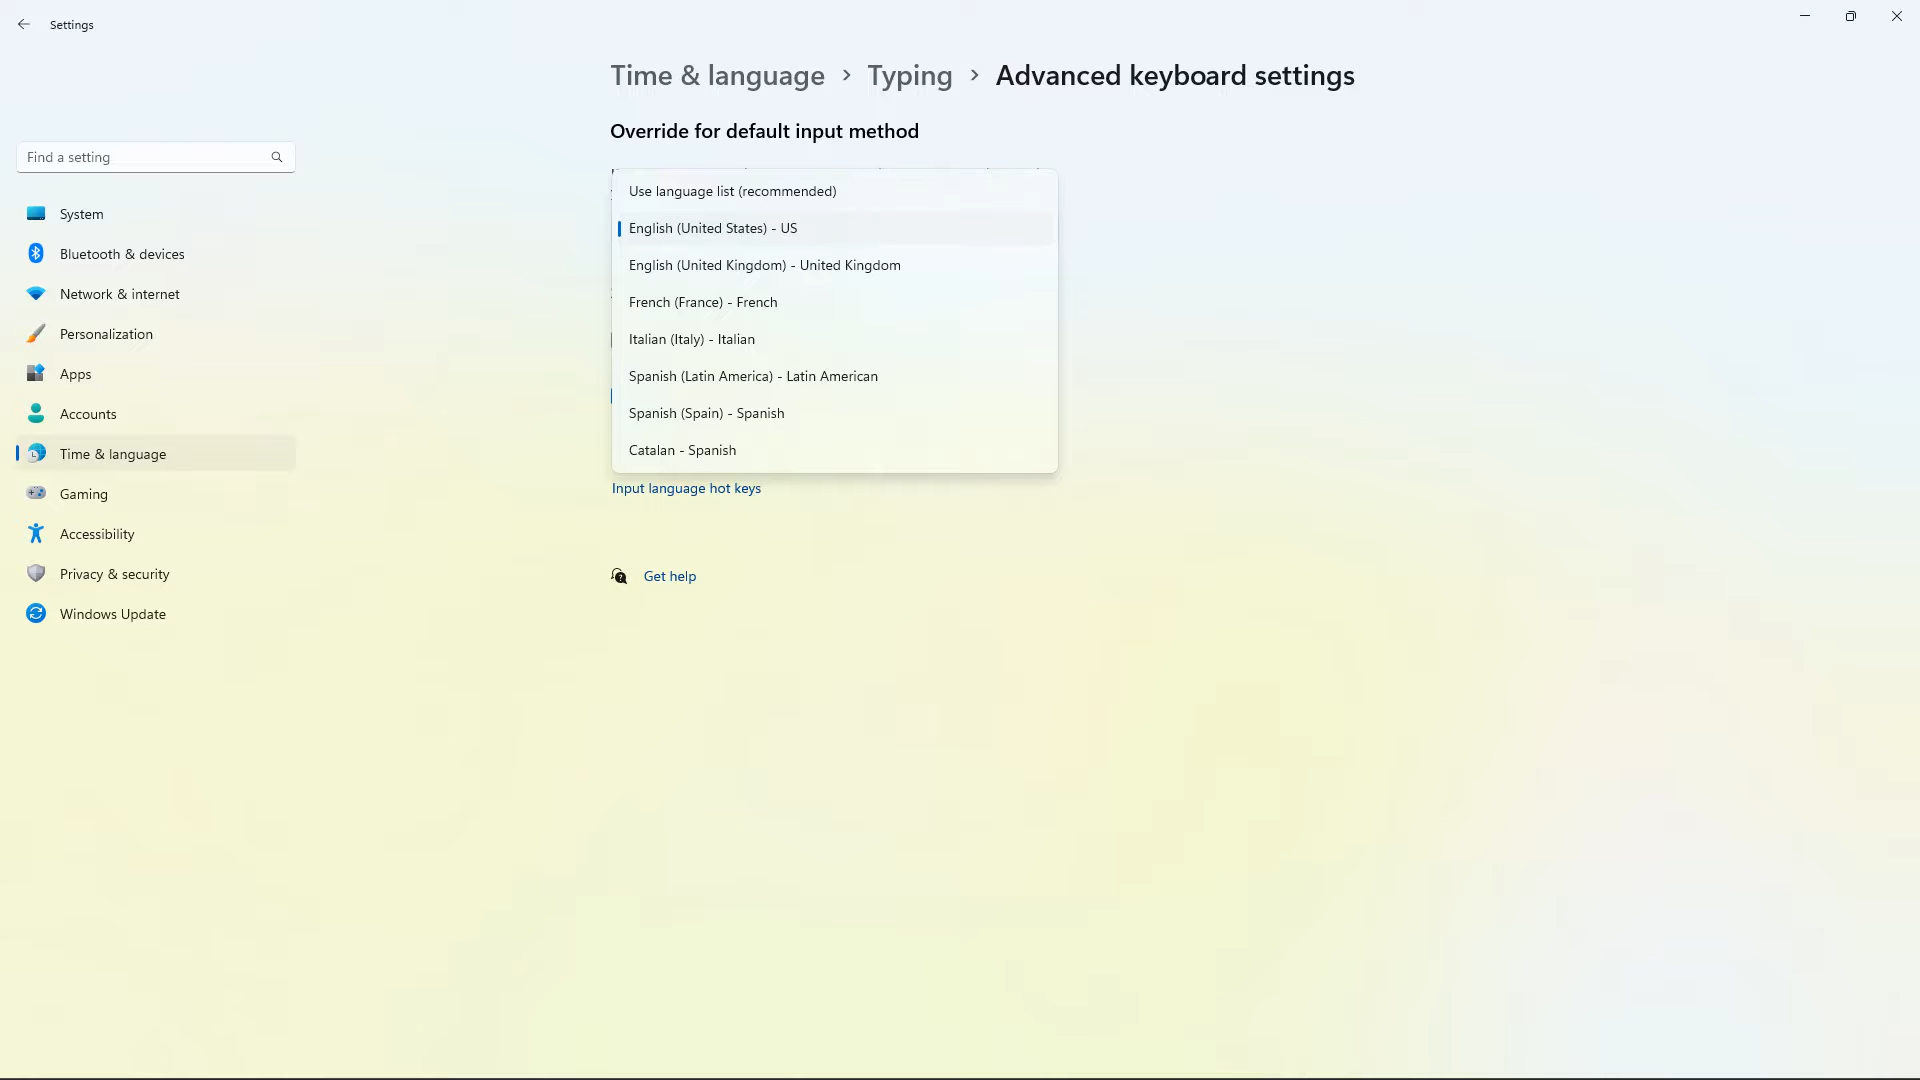 Settings
Time & language > Typing > Advanced keyboard settings
Override for default input method
Find a setting
System
Bluetooth & devices
Network & internet
Personalization
Apps
Accounts
Time & language
Gaming
Accessibility
Privacy & security
Windows Update
Use language list (recommended)
English (United States) - US
English (United Kingdom) - United Kingdom
French (France) - French
Italian (Italy) - Italian
Spanish (Latin America) - Latin American
Spanish (Spain) - Spanish
Catalan - Spanish
Input language hot keys
Get help